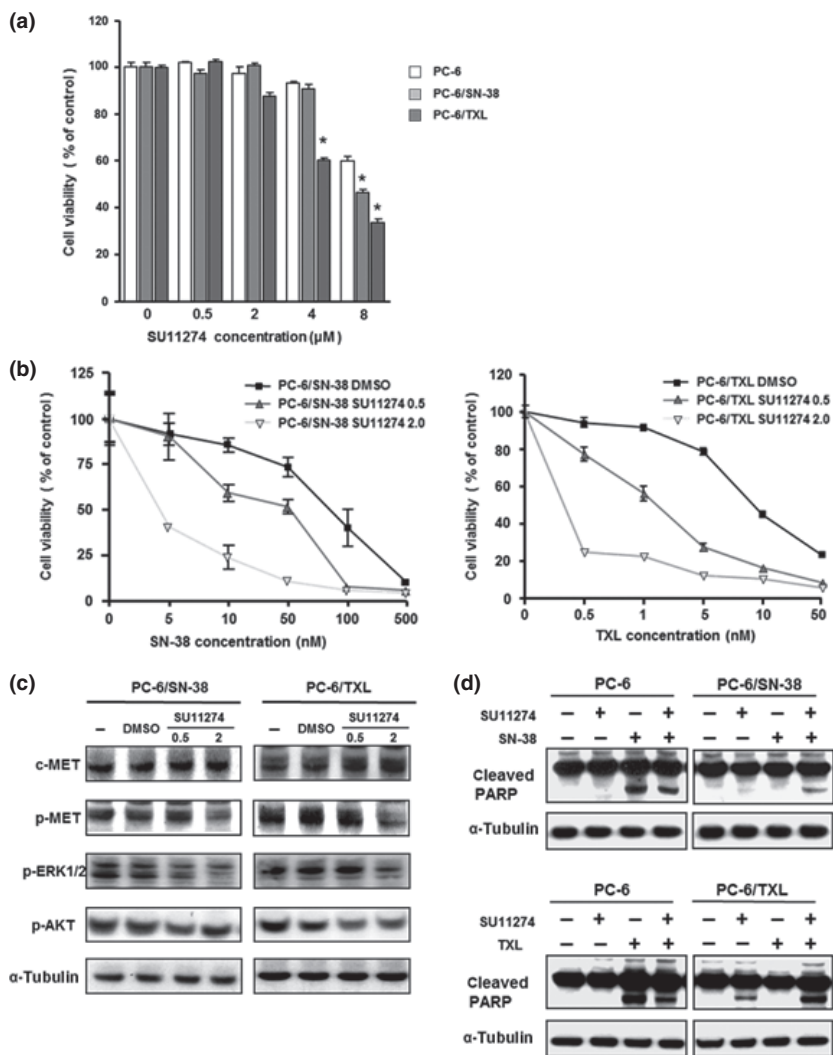 (a)
120
100
80
60
40
20
0
Cell viability ( % of control)
0 0.5 2 4 8
SU11274 concentration (µM)
PC-6
PC-6/SN-38
PC-6/TXL
* * *
(b)
125
100
75
50
25
0
Cell viability ( % of control)
0 5 10 50 100 500
SN-38 concentration (nM)
PC-6/SN-38 DMSO
PC-6/SN-38 SU11274 0.5
PC-6/SN-38 SU11274 2.0
120
100
80
60
40
20
0
Cell viability ( % of control)
0 0.5 1 5 10 50
TXL concentration (nM)
PC-6/TXL DMSO
PC-6/TXL SU11274 0.5
PC-6/TXL SU11274 2.0
(c)
PC-6/SN-38 PC-6/TXL
– DMSO SU11274 – DMSO SU11274
0.5 2 0.5 2
c-MET
p-MET
p-ERK1/2
p-AKT
α-Tubulin
(d)
PC-6 PC-6/SN-38
SU11274 – + – + – + – +
SN-38 – – + + – – + +
Cleaved
PARP
α-Tubulin
PC-6 PC-6/TXL
SU11274 – + – + – + – +
TXL – – + + – – + +
Cleaved
PARP
α-Tubulin